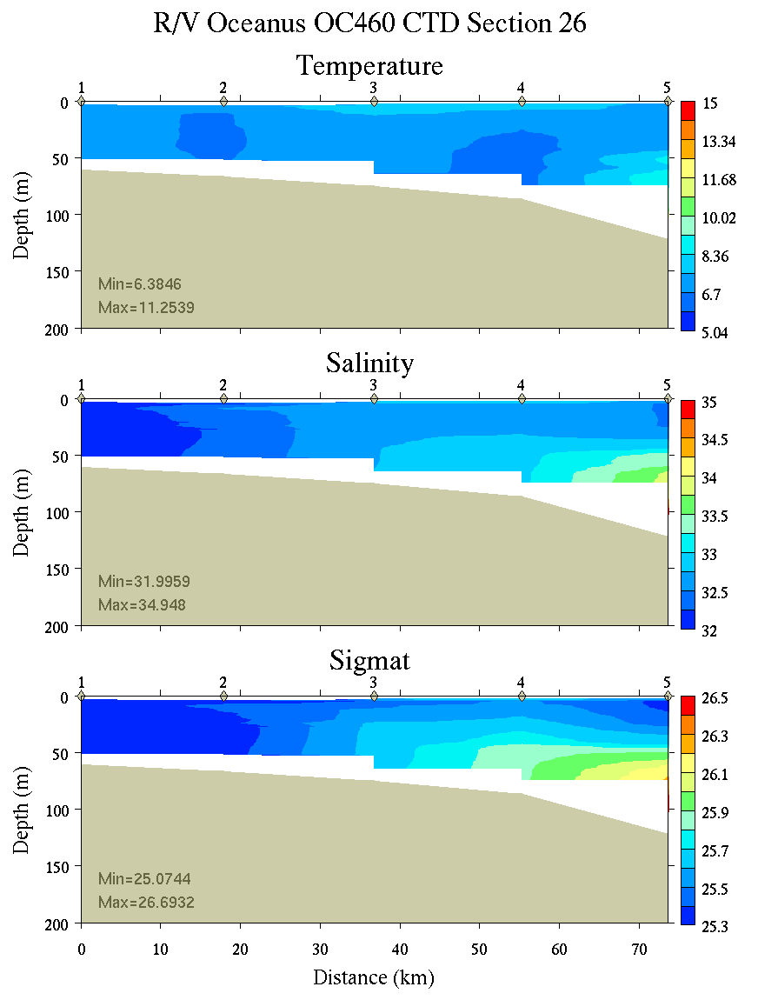 R/V Oceanus OC460 CTD Section 26
Temperature
1 2 3 4 5
0
50
100
150
200
Depth (m)
Min=6.3846
Max=11.2539
15
13.34
11.68
10.02
8.36
6.7
5.04
Salinity
1 2 3 4 5
0
50
100
150
200
Depth (m)
Min=31.9959
Max=34.948
35
34.5
34
33.5
33
32.5
32
Sigmat
1 2 3 4 5
0
50
100
150
200
Depth (m)
Min=25.0744
Max=26.6932
26.5
26.3
26.1
25.9
25.7
25.5
25.3
0 10 20 30 40 50 60 70
Distance (km)